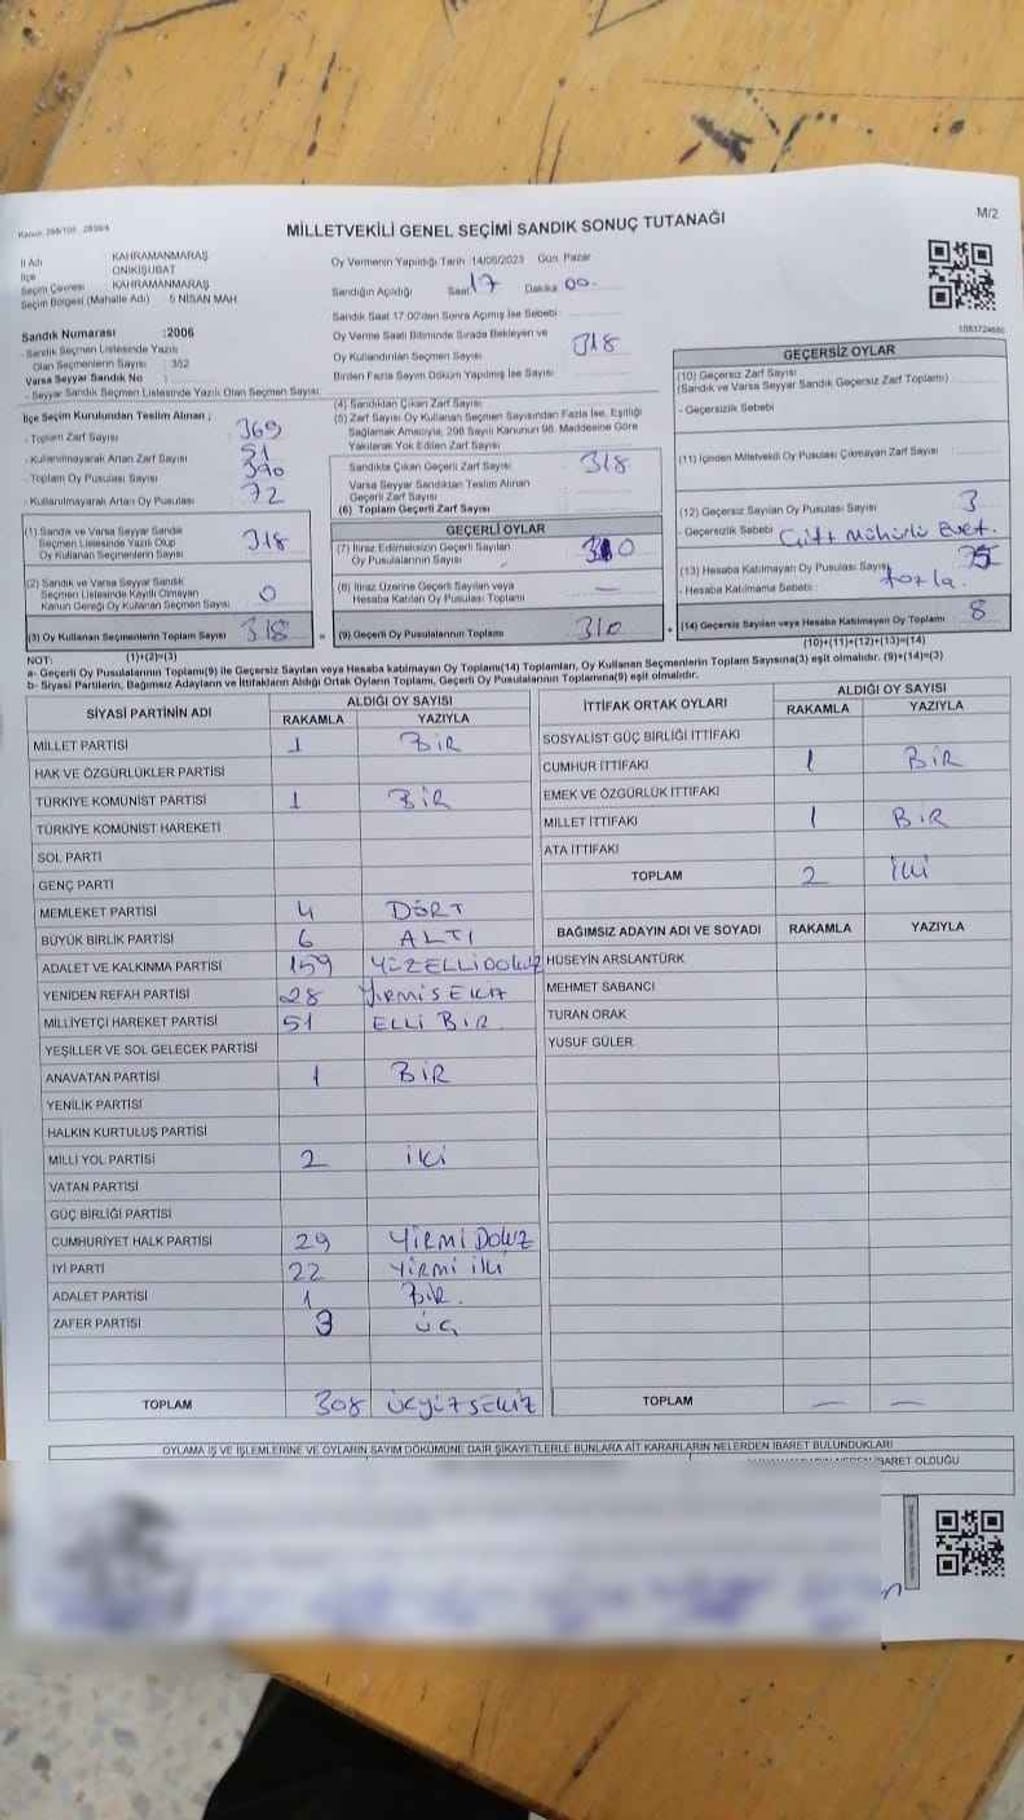 M/2
MİLLETVEKİLİ GENEL SEÇİMİ SANDIK SONUÇ TUTANAĞI
İl Adı KAHRAMANMARAŞ
İlçe ONİKİŞUBAT
Seçim Çevresi KAHRAMANMARAŞ
Seçim Bölgesi (Mahalle Adı) 5 NİSAN MAH
Sandık Numarası :2006
- Sandık Seçmen Listesinde Yazılı
Olan Seçmenlerin Sayısı : 352
Varsa Seyyar Sandık No
- Seyyar Sandık Seçmen Listesinde Yazılı Olan Seçmen Sayısı:
İlçe Seçim Kurulundan Teslim Alınan ;
- Toplam Zarf Sayısı 369
- Kullanılmayarak Artan Zarf Sayısı 51
- Toplam Oy Pusulası Sayısı 390
- Kullanılmayarak Artan Oy Pusulası 72
(1) Sandık ve Varsa Seyyar Sandık
Seçmen Listesinde Yazılı Olup
Oy Kullanan Seçmenlerin Sayısı 318
(2) Sandık ve Varsa Seyyar Sandık
Seçmen Listesinde Kayıtlı Olmayan
Kanun Gereği Oy Kullanan Seçmen Sayısı 0
(3) Oy Kullanan Seçmenlerin Toplam Sayısı 318
(1)+(2)=(3)
Oy Vermenin Yapıldığı Tarih 14/05/2023 Gün: Pazar
Sandığın Açıldığı Saat 17 Dakika 00
Sandık Saat 17.00'den Sonra Açılmış İse Sebebi
Oy Verme Saati Bitiminde Sırada Bekleyen ve
Oy Kullandırılan Seçmen Sayısı 318
Birden Fazla Sayım Döküm Yapılmış İse Sayısı
(4) Sandıktan Çıkan Zarf Sayısı
(5) Zarf Sayısı Oy Kullanan Seçmen Sayısından Fazla İse, Eşitliği
Sağlamak Amacıyla, 298 Sayılı Kanunun 98. Maddesine Göre
Yakılarak Yok Edilen Zarf Sayısı
Sandıkta Çıkan Geçerli Zarf Sayısı 318
Varsa Seyyar Sandıktan Teslim Alınan
Geçerli Zarf Sayısı
(6) Toplam Geçerli Zarf Sayısı
GEÇERLİ OYLAR
(7) İtiraz Edilmeksizin Geçerli Sayılan
Oy Pusulalarının Sayısı 310
(8) İtiraz Üzerine Geçerli Sayılan veya
Hesaba Katılan Oy Pusulası Toplamı —
= (9) Geçerli Oy Pusulalarının Toplamı 310
GEÇERSİZ OYLAR
(10) Geçersiz Zarf Sayısı
(Sandık ve Varsa Seyyar Sandık Geçersiz Zarf Toplamı)
- Geçersizlik Sebebi
(11) İçinden Milletvekili Oy Pusulası Çıkmayan Zarf Sayısı
(12) Geçersiz Sayılan Oy Pusulası Sayısı 3
- Geçersizlik Sebebi Çift Mühürlü Evet.
(13) Hesaba Katılmayan Oy Pusulası Sayısı 5
- Hesaba Katılmama Sebebi fazla.
+ (14) Geçersiz Sayılan veya Hesaba Katılmayan Oy Toplamı 8
(10)+(11)+(12)+(13)=(14)
NOT:
a- Geçerli Oy Pusulalarının Toplamı(9) ile Geçersiz Sayılan veya Hesaba katılmayan Oy Toplamı(14) Toplamları, Oy Kullanan Seçmenlerin Toplam Sayısına(3) eşit olmalıdır. (9)+(14)=(3)
b- Siyasi Partilerin, Bağımsız Adayların ve İttifakların Aldığı Ortak Oyların Toplamı, Geçerli Oy Pusulalarının Toplamına(9) eşit olmalıdır.
SİYASİ PARTİNİN ADI ALDIĞI OY SAYISI
RAKAMLA YAZIYLA
MİLLET PARTİSİ 1 BİR
HAK VE ÖZGÜRLÜKLER PARTİSİ
TÜRKİYE KOMÜNİST PARTİSİ 1 BİR
TÜRKİYE KOMÜNİST HAREKETİ
SOL PARTİ
GENÇ PARTİ
MEMLEKET PARTİSİ 4 DÖRT
BÜYÜK BİRLİK PARTİSİ 6 ALTI
ADALET VE KALKINMA PARTİSİ 159 YÜZELLİDOKUZ
YENİDEN REFAH PARTİSİ 28 YİRMİSEKİZ
MİLLİYETÇİ HAREKET PARTİSİ 51 ELLİ BİR
YEŞİLLER VE SOL GELECEK PARTİSİ
ANAVATAN PARTİSİ 1 BİR
YENİLİK PARTİSİ
HALKIN KURTULUŞ PARTİSİ
MİLLİ YOL PARTİSİ 2 İKİ
VATAN PARTİSİ
GÜÇ BİRLİĞİ PARTİSİ
CUMHURİYET HALK PARTİSİ 29 YİRMİ DOKUZ
İYİ PARTİ 22 YİRMİ İKİ
ADALET PARTİSİ 1 BİR.
ZAFER PARTİSİ 3 ÜÇ
TOPLAM 308 ÜÇYÜZSEKİZ
İTTİFAK ORTAK OYLARI ALDIĞI OY SAYISI
RAKAMLA YAZIYLA
SOSYALİST GÜÇ BİRLİĞİ İTTİFAKI
CUMHUR İTTİFAKI 1 BİR
EMEK VE ÖZGÜRLÜK İTTİFAKI
MİLLET İTTİFAKI 1 BİR
ATA İTTİFAKI
TOPLAM 2 İKİ
BAĞIMSIZ ADAYIN ADI VE SOYADI RAKAMLA YAZIYLA
HÜSEYİN ARSLANTÜRK
MEHMET SABANCI
TURAN ORAK
YUSUF GÜLER
TOPLAM — —
OYLAMA İŞ VE İŞLEMLERİNE VE OYLARIN SAYIM DÖKÜMÜNE DAİR ŞİKAYETLERLE BUNLARA AİT KARARLARIN NELERDEN İBARET BULUNDUKLARI
İBARET OLDUĞU